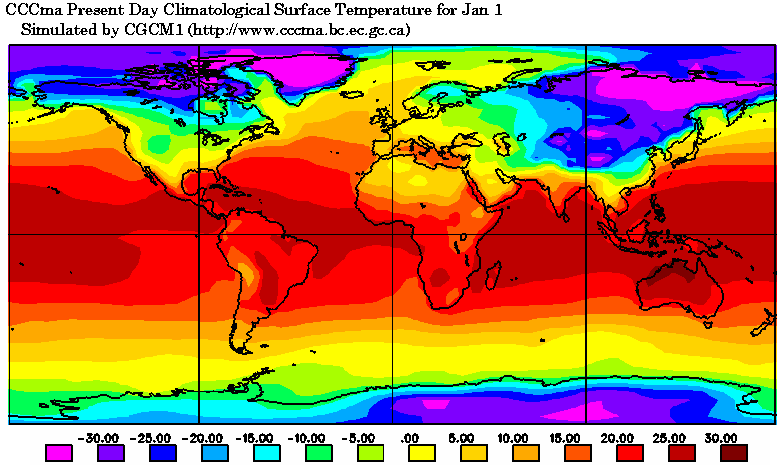 CCCma Present Day Climatological Surface Temperature for Jan 1
Simulated by CGCM1 (http://www.cccma.bc.ec.gc.ca)
-30.00 -25.00 -20.00 -15.00 -10.00 -5.00 .00 5.00 10.00 15.00 20.00 25.00 30.00